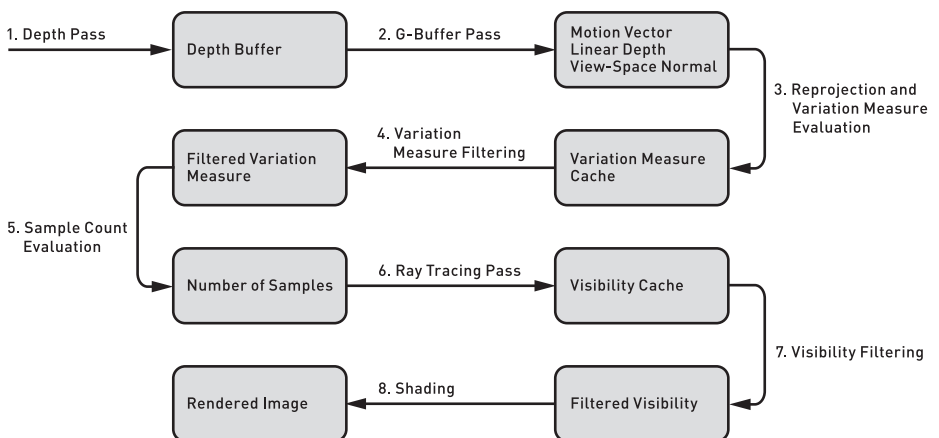 1. Depth Pass
Depth Buffer
2. G-Buffer Pass
Motion Vector
Linear Depth
View-Space Normal
3. Reprojection and
Variation Measure
Evaluation
Variation Measure
Cache
4. Variation
Measure Filtering
Filtered Variation
Measure
5. Sample Count
Evaluation
Number of Samples
6. Ray Tracing Pass
Visibility Cache
7. Visibility Filtering
Filtered Visibility
8. Shading
Rendered Image